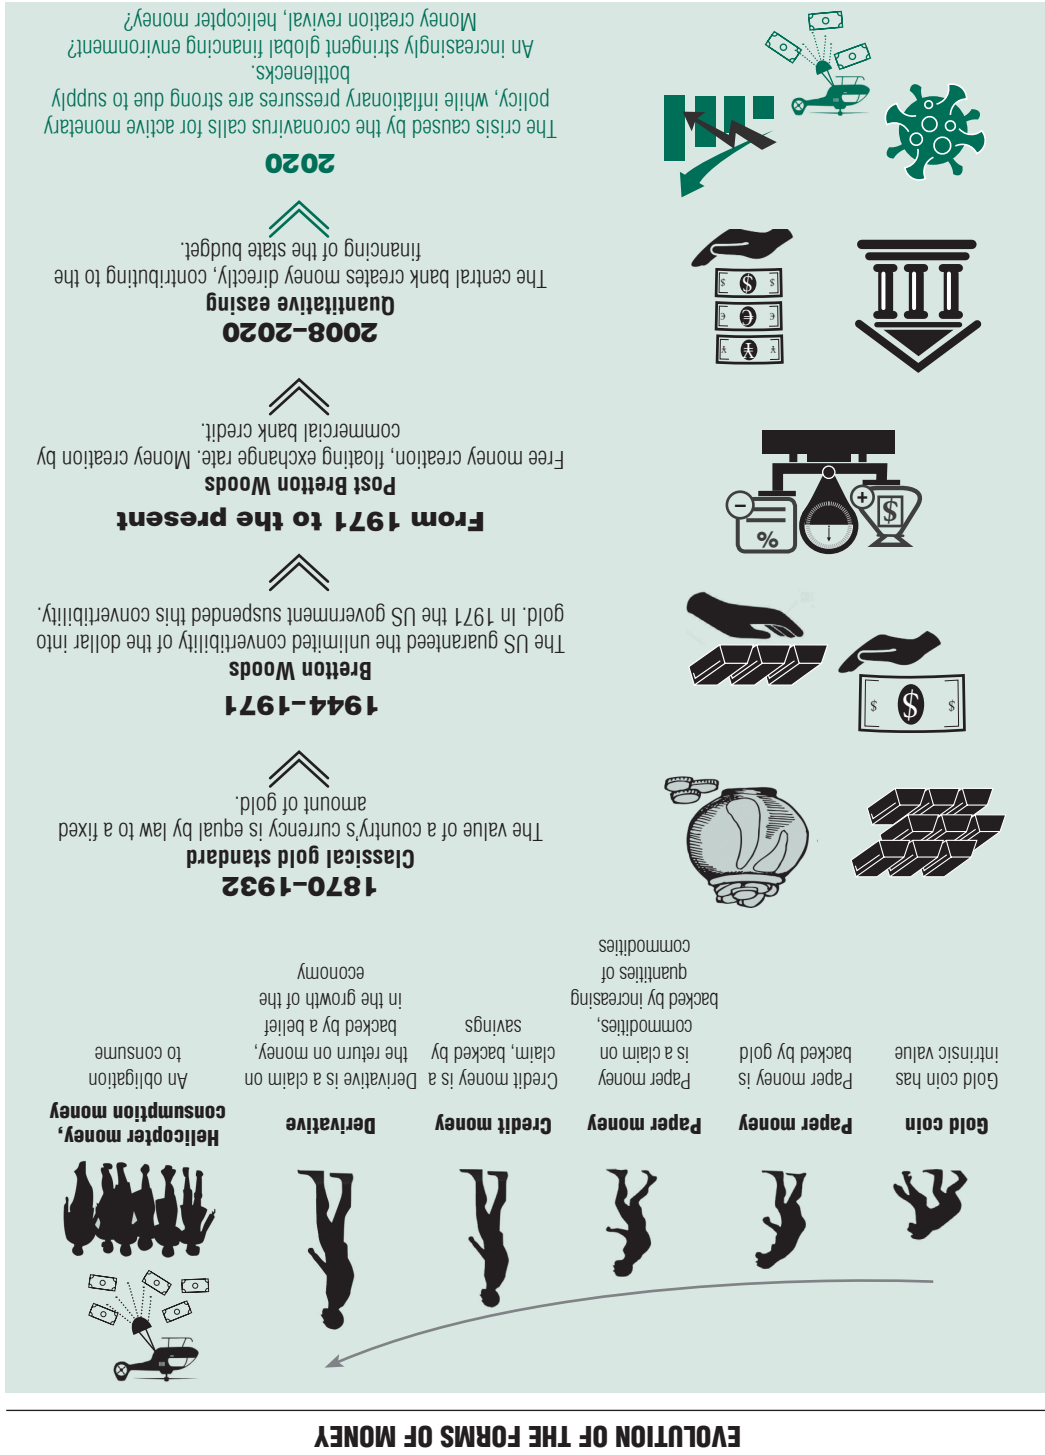 EVOLUTION OF THE FORMS OF MONEY
Gold coin
Gold coin has
intrinsic value
Paper money
Paper money is
backed by gold
Paper money
Paper money
is a claim on
commodities,
backed by increasing
quantities of
commodities
Credit money
Credit money is a
claim, backed by
savings
Derivative
Derivative is a claim on
the return on money,
backed by a belief
in the growth of the
economy
Helicopter money,
consumption money
An obligation
to consume
1870–1932
Classical gold standard
The value of a country's currency is equal by law to a fixed
amount of gold.
$ $ $
1944–1971
Bretton Woods
The US guaranteed the unlimited convertibility of the dollar into
gold. In 1971 the US government suspended this convertibility.
$ + % –
From 1971 to the present
Post Bretton Woods
Free money creation, floating exchange rate. Money creation by
commercial bank credit.
¥ ¥ ¥
€ € €
$ $ $
2008–2020
Quantitative easing
The central bank creates money directly, contributing to the
financing of the state budget.
2020
The crisis caused by the coronavirus calls for active monetary
policy, while inflationary pressures are strong due to supply
bottlenecks.
An increasingly stringent global financing environment?
Money creation revival, helicopter money?